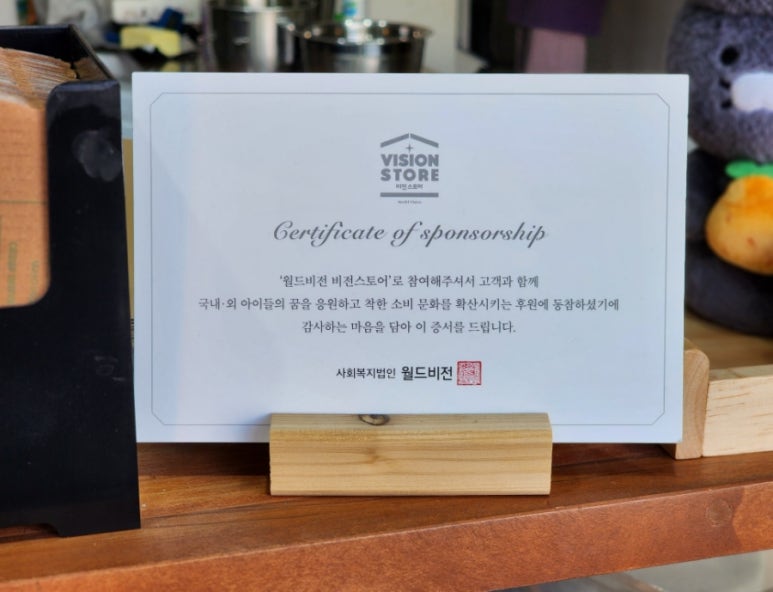 VISION
STORE
비전스토어
World Vision
Certificate of sponsorship
'월드비전 비전스토어'로 참여해주셔서 고객과 함께
국내·외 아이들의 꿈을 응원하고 착한 소비 문화를 확산시키는 후원에 동참하셨기에
감사하는 마음을 담아 이 증서를 드립니다.
사회복지법인 월드비전